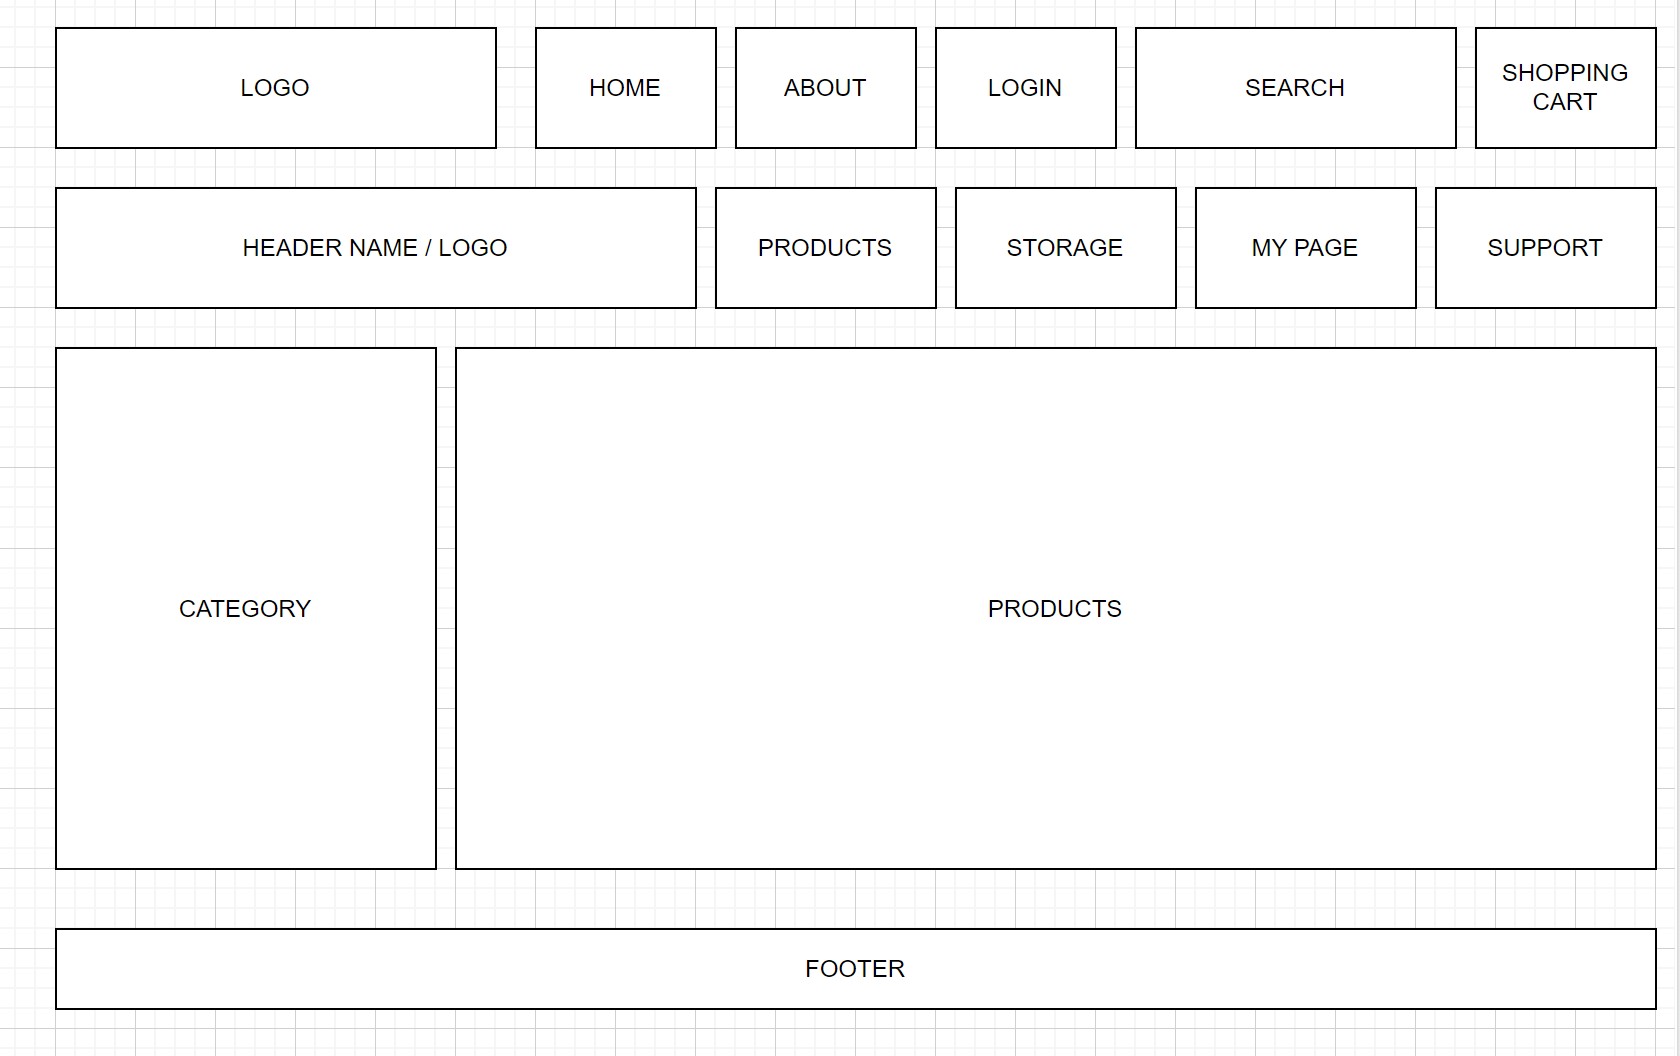 LOGO
HOME
ABOUT
LOGIN
SEARCH
SHOPPING
CART
HEADER NAME / LOGO
PRODUCTS
STORAGE
MY PAGE
SUPPORT
CATEGORY
PRODUCTS
FOOTER